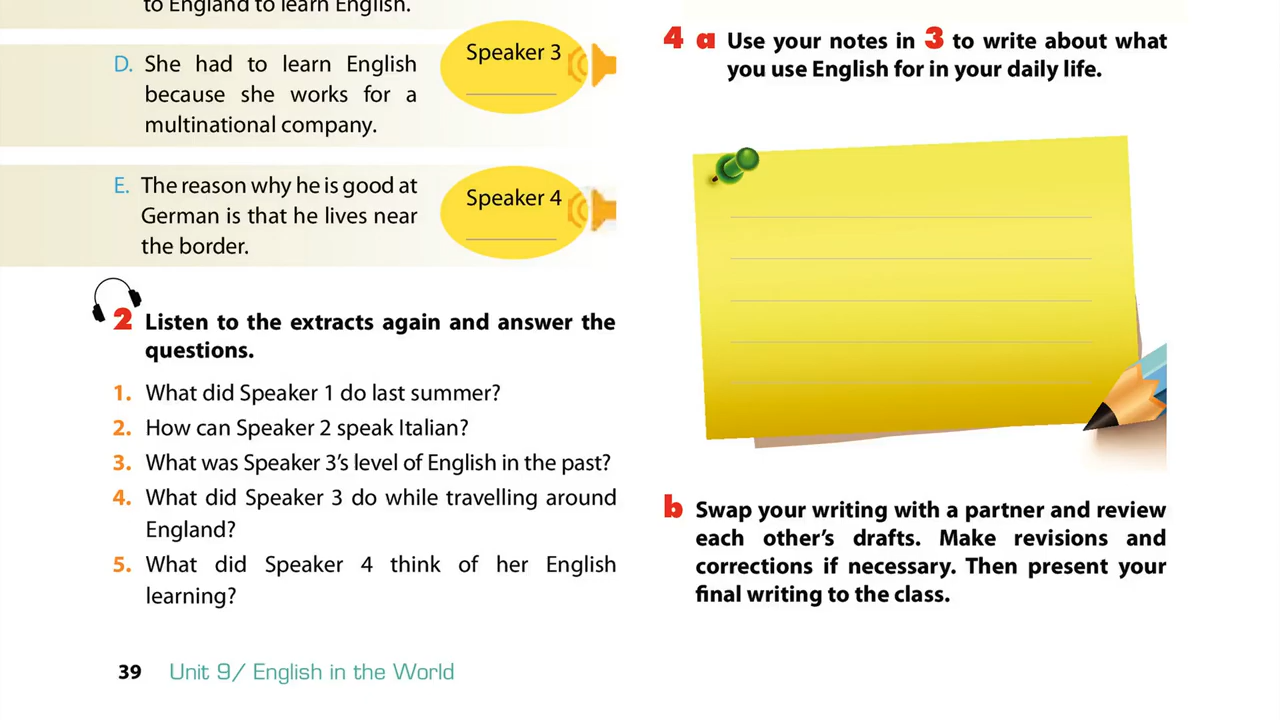 to England to learn English.
D. She had to learn English
because she works for a
multinational company.
Speaker 3
E. The reason why he is good at
German is that he lives near
the border.
Speaker 4
2 Listen to the extracts again and answer the
questions.
1. What did Speaker 1 do last summer?
2. How can Speaker 2 speak Italian?
3. What was Speaker 3’s level of English in the past?
4. What did Speaker 3 do while travelling around
England?
5. What did Speaker 4 think of her English
learning?
39 Unit 9/ English in the World
4 a Use your notes in 3 to write about what
you use English for in your daily life.
b Swap your writing with a partner and review
each other’s drafts. Make revisions and
corrections if necessary. Then present your
final writing to the class.